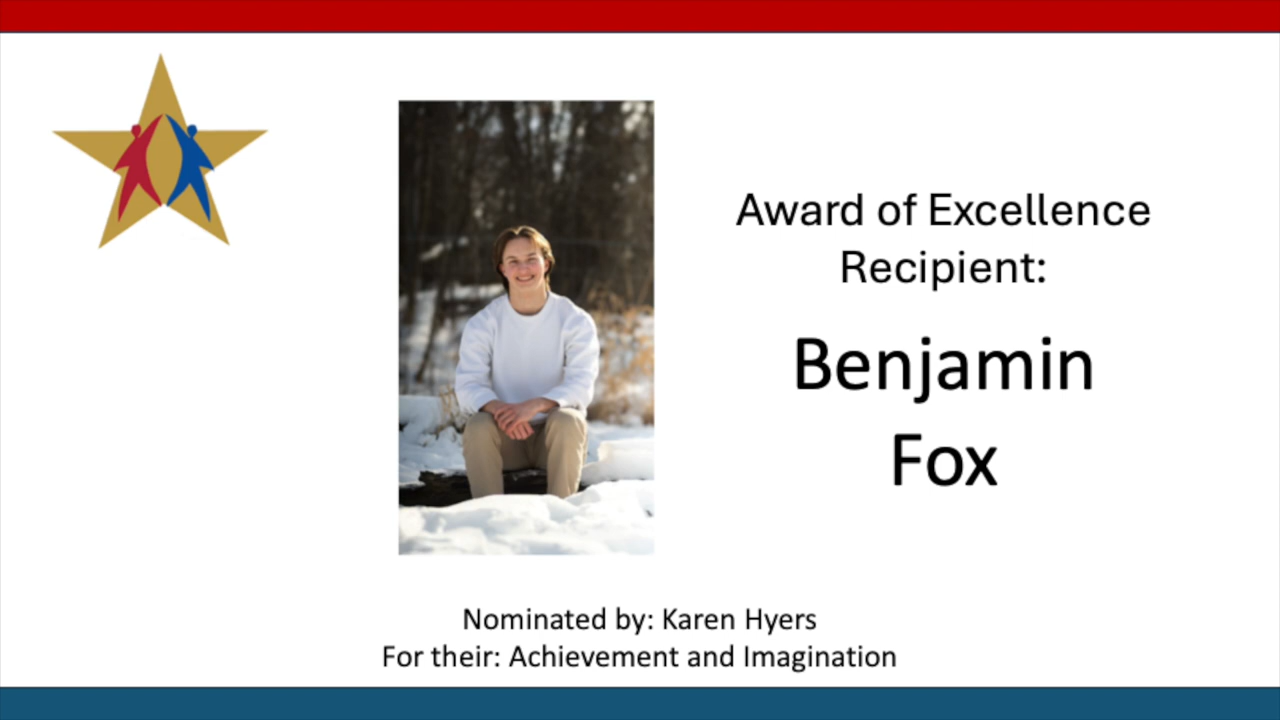 Award of Excellence
Recipient:
Benjamin
Fox
Nominated by: Karen Hyers
For their: Achievement and Imagination